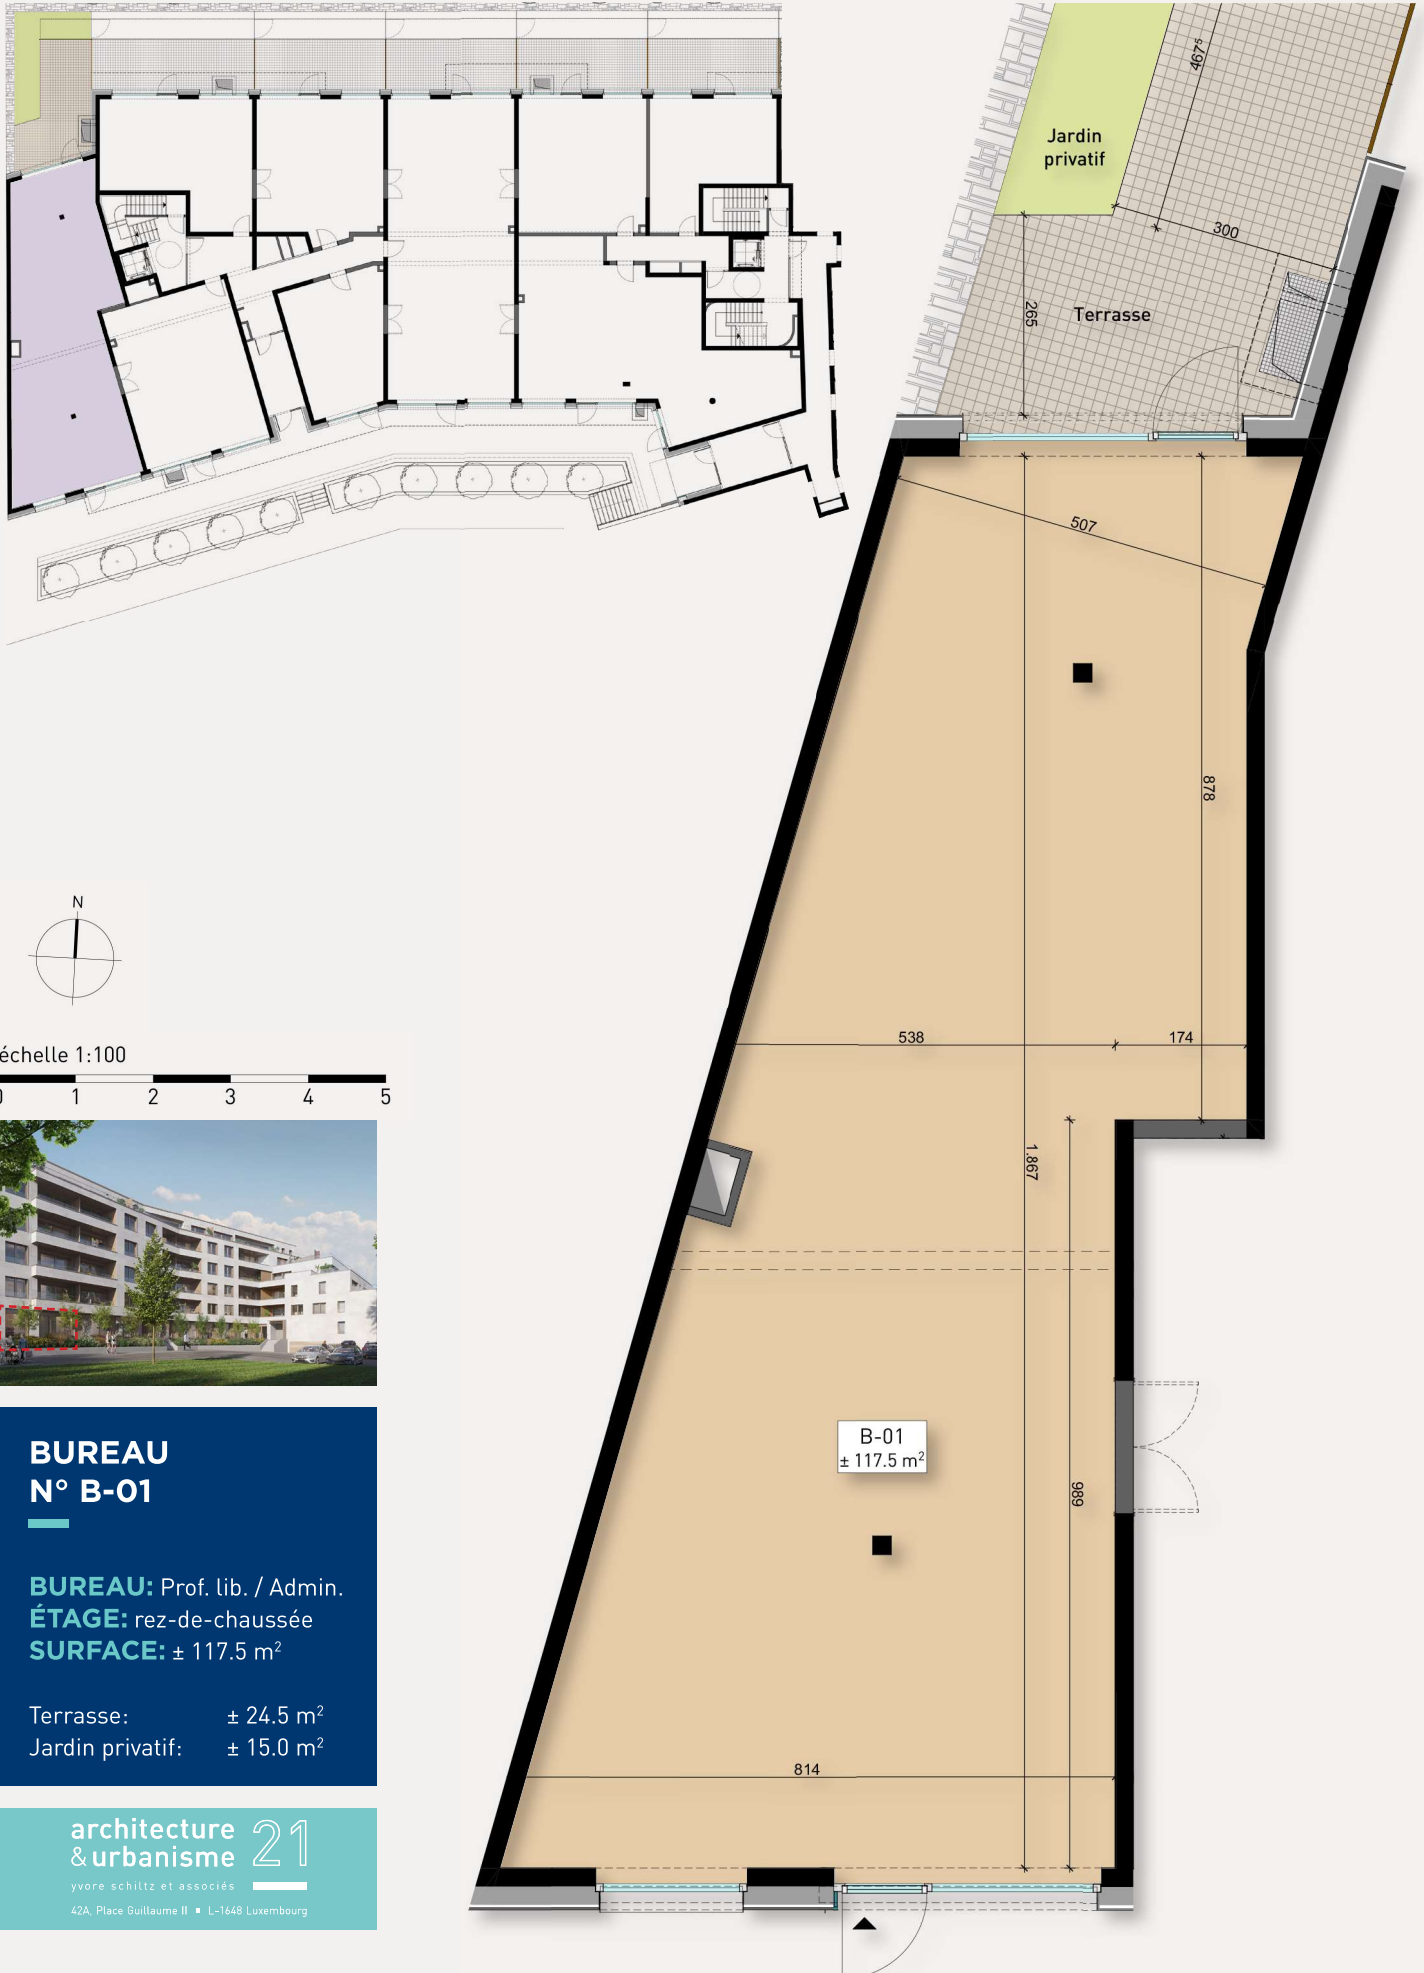 467⁵
Jardin
privatif
300
265
Terrasse
507
878
N
échelle 1:100
1 2 3 4 5
538
174
1.867
989
B-01
± 117.5 m²
814
BUREAU
N° B-01
BUREAU: Prof. lib. / Admin.
ÉTAGE: rez-de-chaussée
SURFACE: ± 117.5 m²
Terrasse: ± 24.5 m²
Jardin privatif: ± 15.0 m²
architecture
& urbanisme 21
yvore schiltz et associés
42A, Place Guillaume II ■ L-1648 Luxembourg